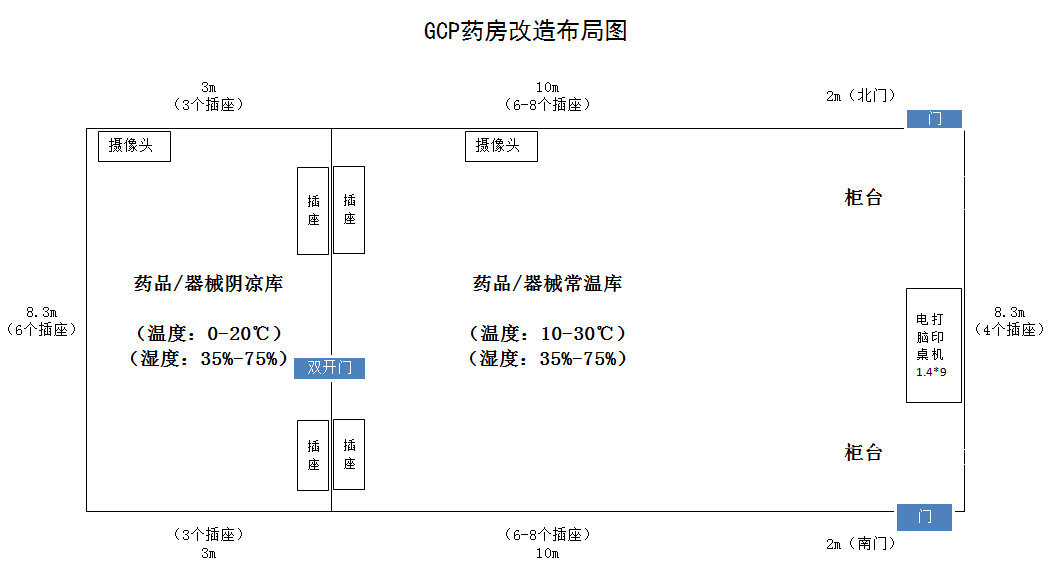 GCP药房改造布局图
3m
（3个插座）
10m
（6-8个插座）
2m（北门）
门
摄像头
摄像头
插座
插座
柜台
药品/器械阴凉库
（温度：0-20℃）
（湿度：35%-75%）
药品/器械常温库
（温度：10-30℃）
（湿度：35%-75%）
8.3m
（6个插座）
双开门
电脑桌
打印机
1.4*9
8.3m
（4个插座）
插座
插座
柜台
门
（3个插座）
3m
（6-8个插座）
10m
2m（南门）